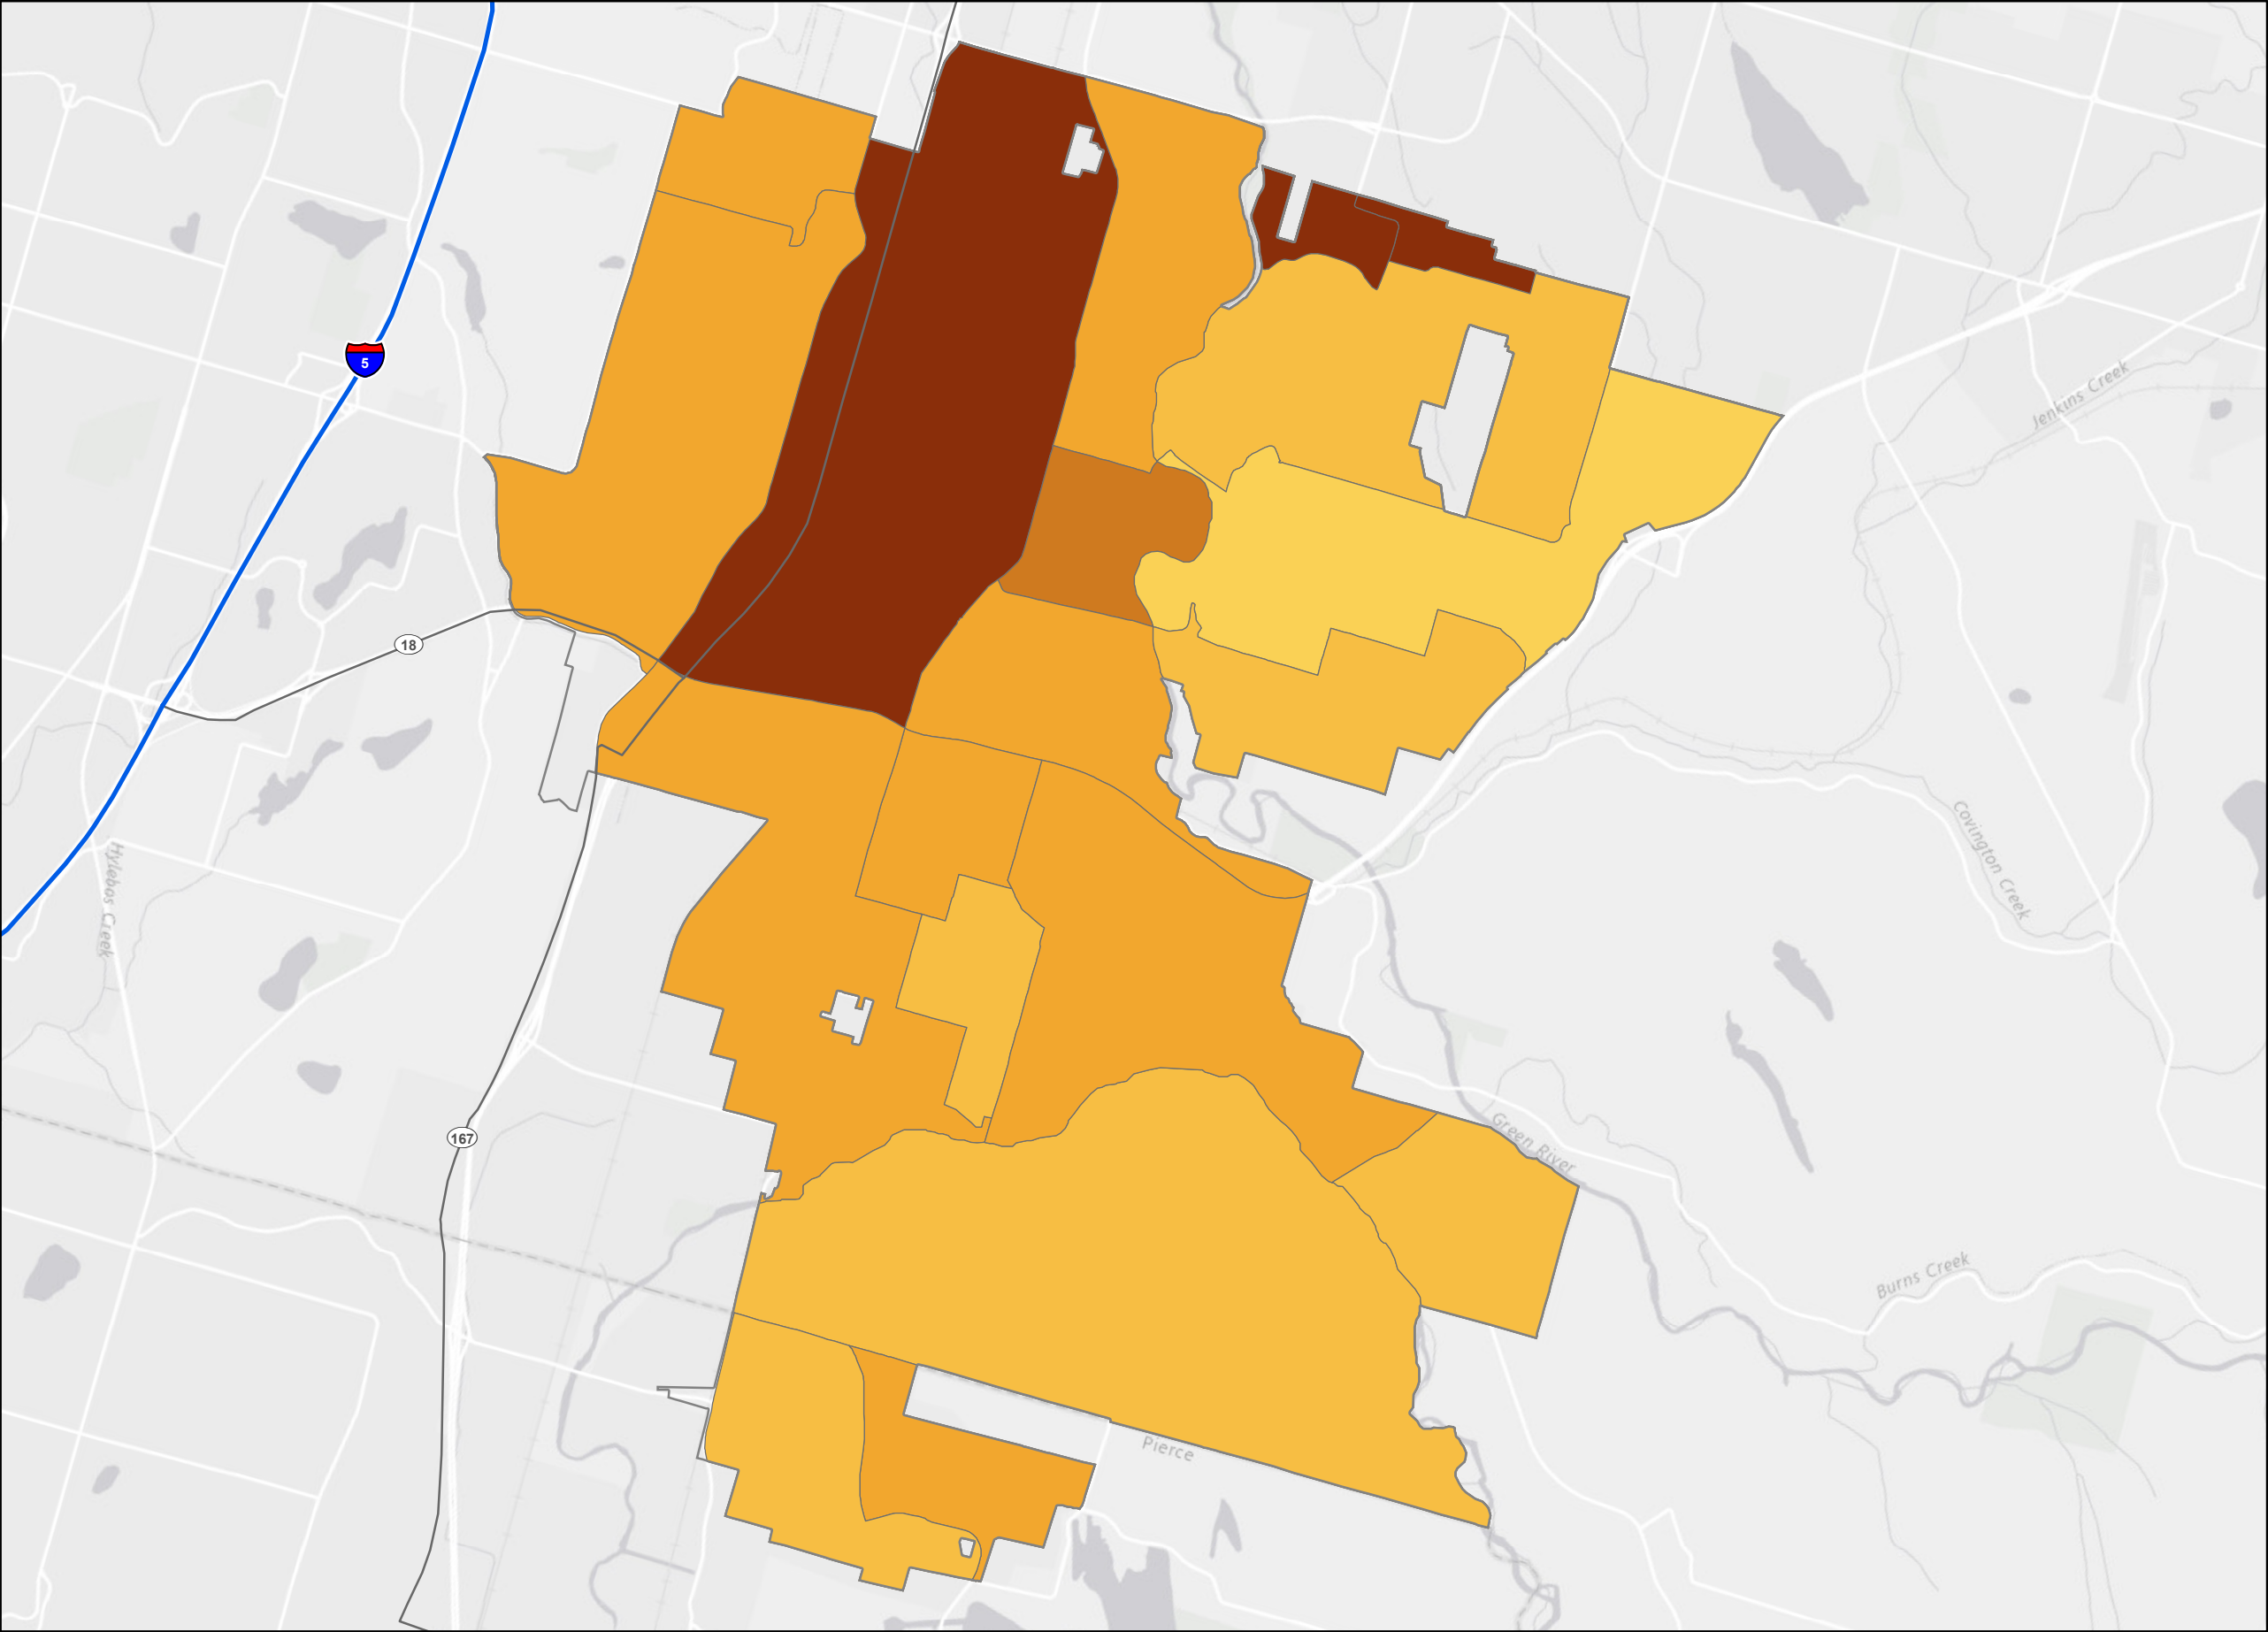 5
Jenkins Creek
18
Covington Creek
Hylebos Creek
Green River
167
Burns Creek
Pierce